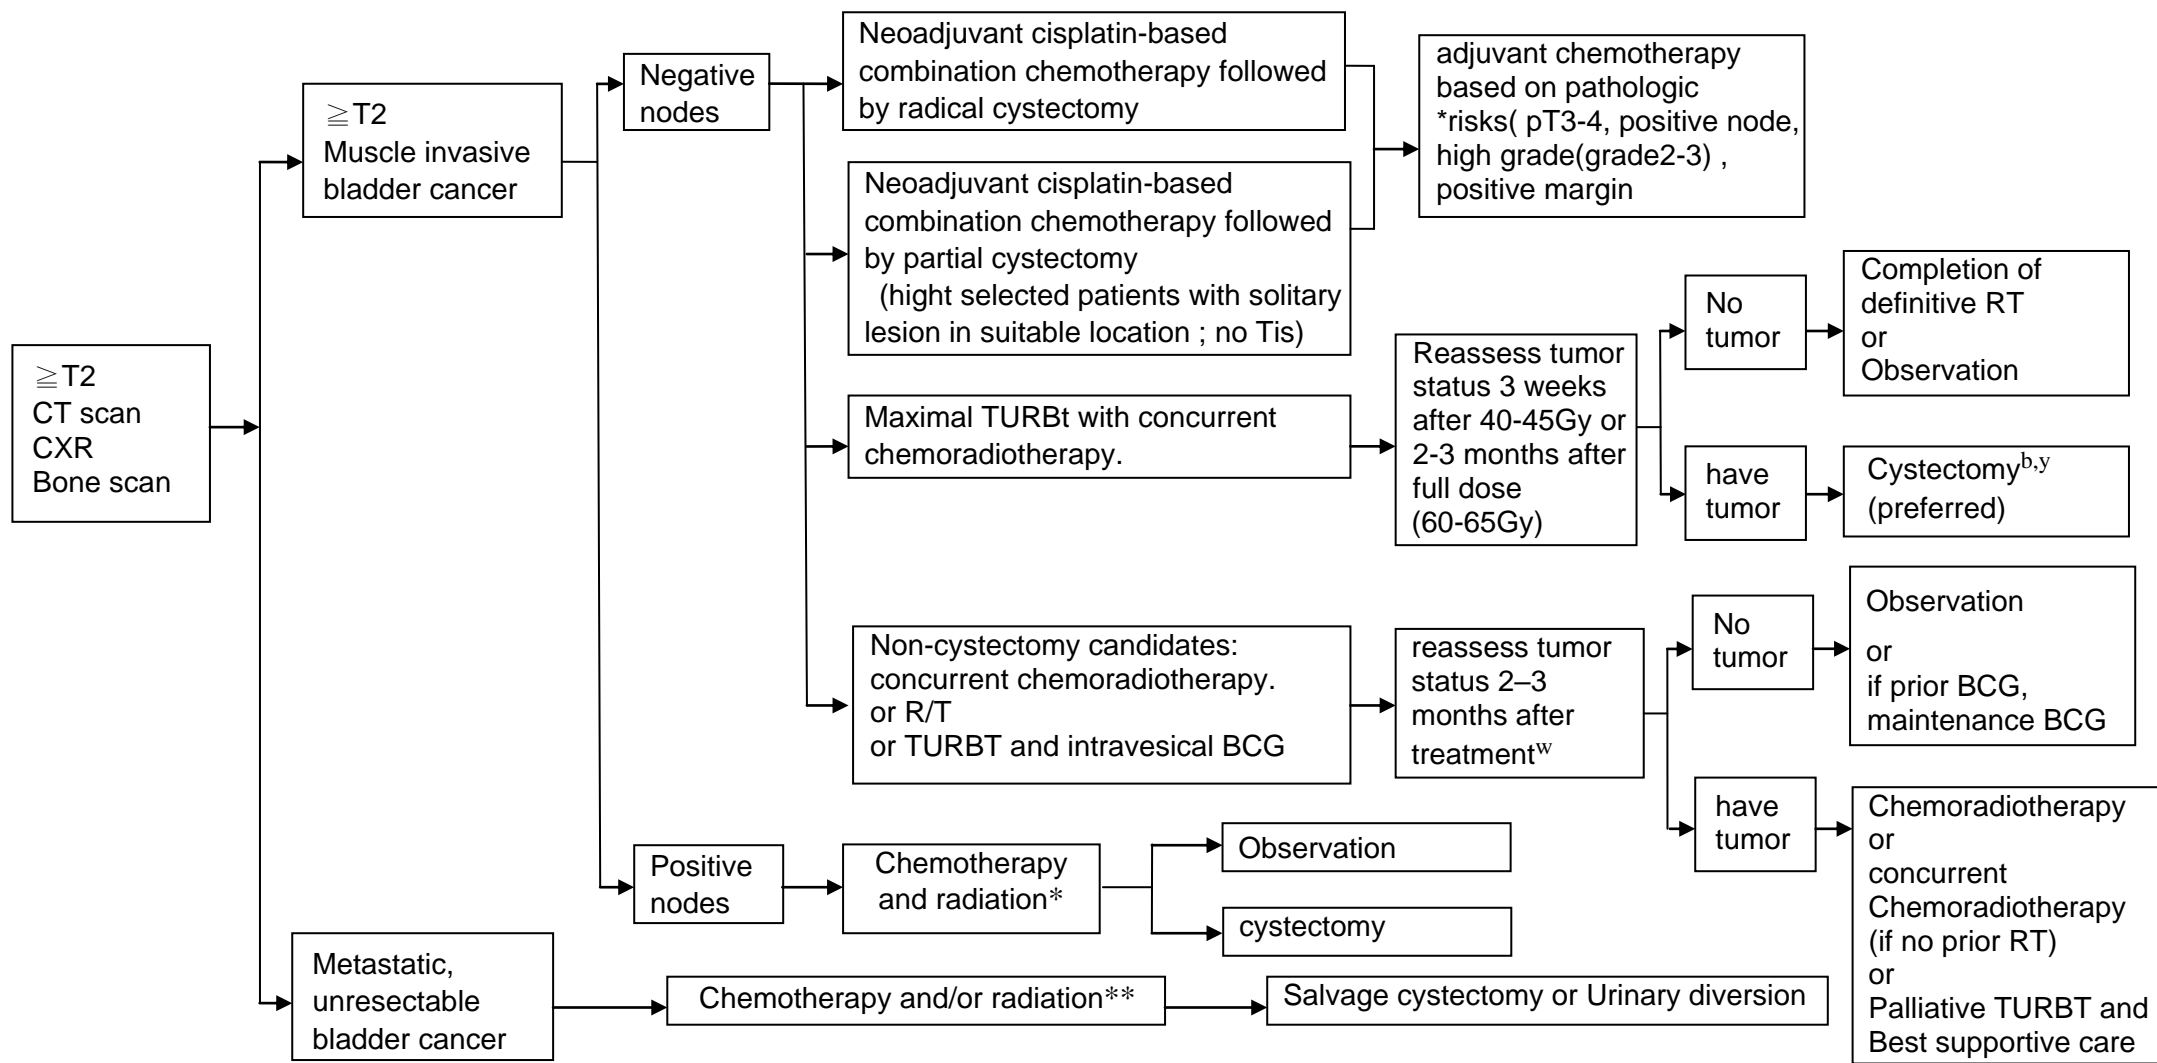 ≧T2
CT scan
CXR
Bone scan
≧T2
Muscle invasive
bladder cancer
Negative
nodes
Neoadjuvant cisplatin-based
combination chemotherapy followed
by radical cystectomy
adjuvant chemotherapy
based on pathologic
*risks( pT3-4, positive node,
high grade(grade2-3) ,
positive margin
Neoadjuvant cisplatin-based
combination chemotherapy followed
by partial cystectomy
(hight selected patients with solitary
lesion in suitable location ; no Tis)
Maximal TURBt with concurrent
chemoradiotherapy.
Reassess tumor
status 3 weeks
after 40-45Gy or
2-3 months after
full dose
(60-65Gy)
No
tumor
Completion of
definitive RT
or
Observation
have
tumor
Cystectomy^b,y
(preferred)
Non-cystectomy candidates:
concurrent chemoradiotherapy.
or R/T
or TURBT and intravesical BCG
reassess tumor
status 2–3
months after
treatment^w
No
tumor
Observation
or
if prior BCG,
maintenance BCG
have
tumor
Chemoradiotherapy
or
concurrent
Chemoradiotherapy
(if no prior RT)
or
Palliative TURBT and
Best supportive care
Positive
nodes
Chemotherapy
and radiation*
Observation
cystectomy
Metastatic,
unresectable
bladder cancer
Chemotherapy and/or radiation**
Salvage cystectomy or Urinary diversion